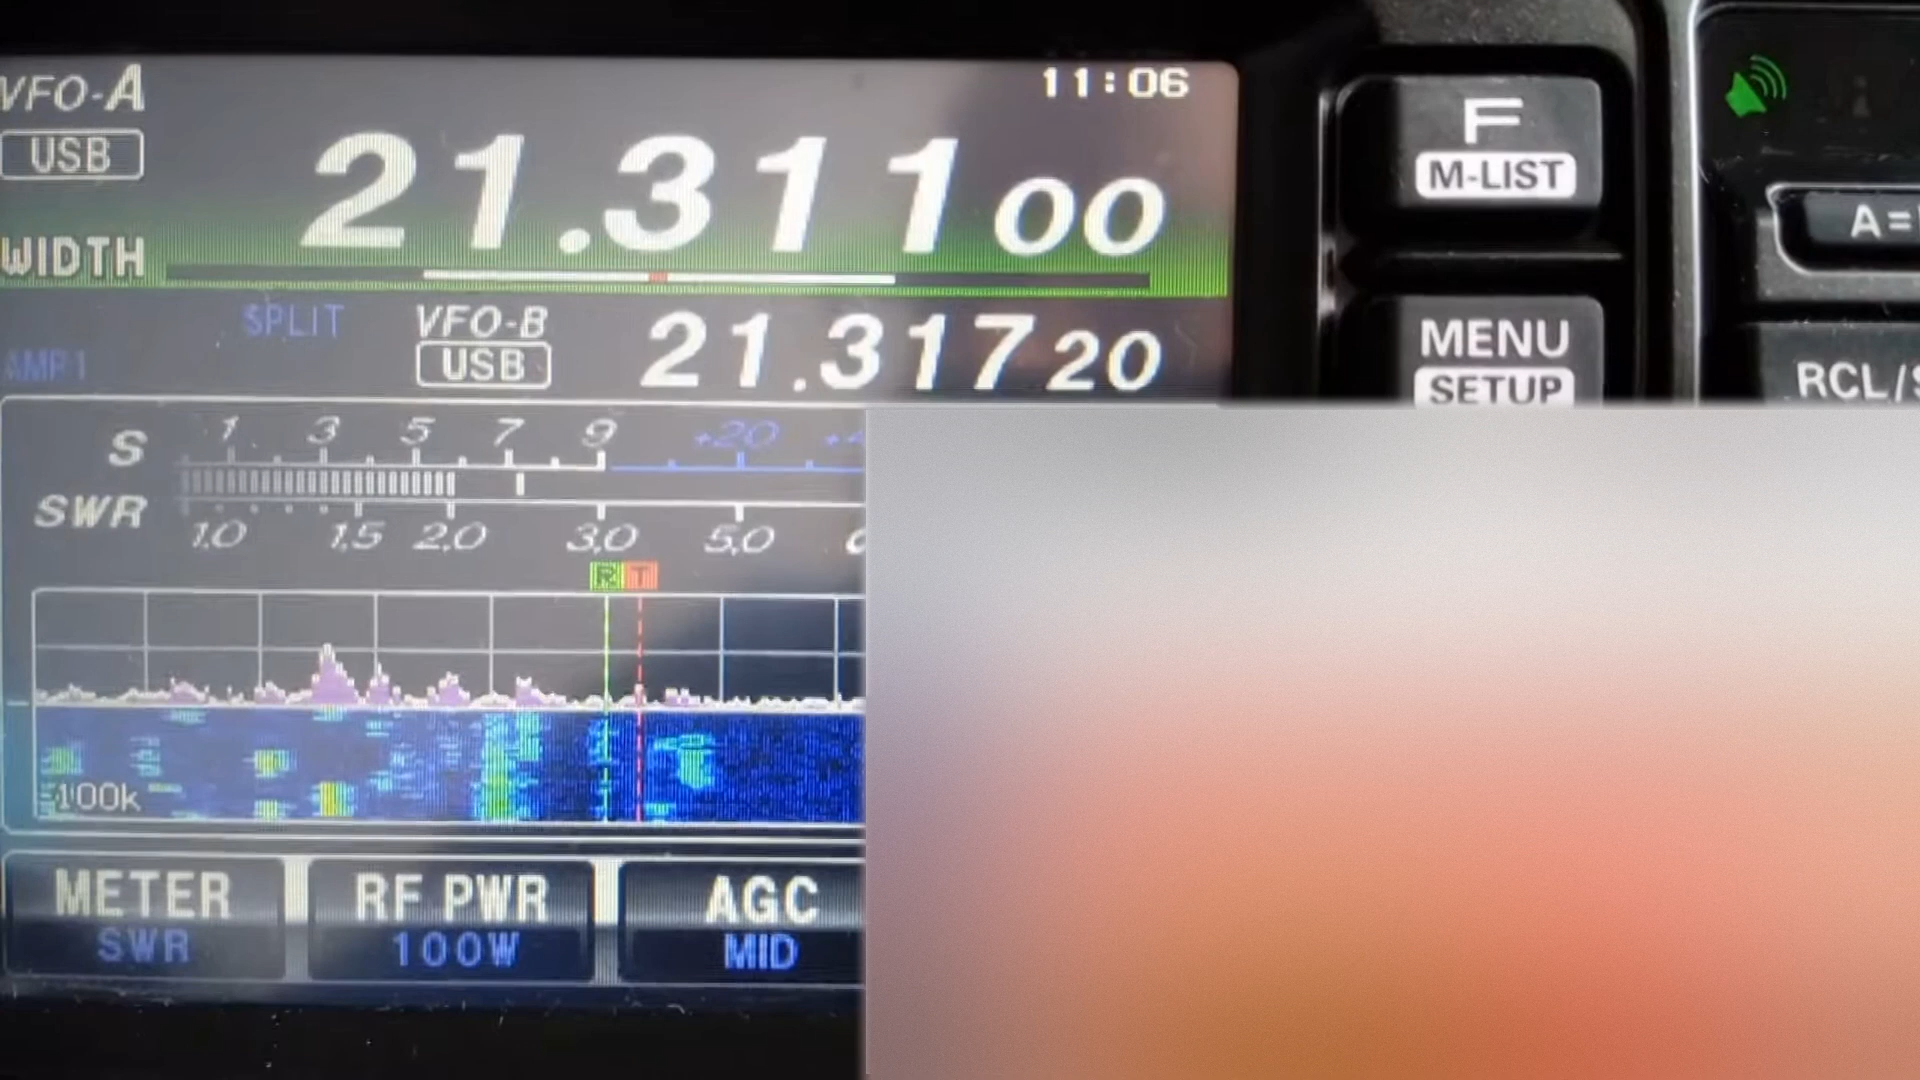 VFO-A
11:06
USB
21.311 00
WIDTH
SPLIT
VFO-B
21.317 20
USB
AMP1
S 1 3 5 7 9 +20
SWR 1.0 1.5 2.0 3.0 5.0
R T
100k
METER
SWR
RF PWR
100W
AGC
MID
F
M-LIST
MENU
SETUP
A=
RCL/